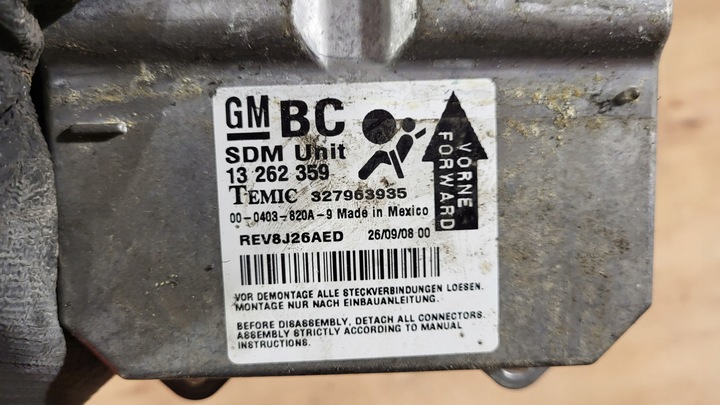 GM BC
SDM Unit
13 262 359
TEMIC 327963935
00-0403-820A-9 Made in Mexico
REV8J26AED 26/09/08 00
VORNE
FORWARD
VOR DEMONTAGE ALLE STECKVERBINDUNGEN LOESEN.
MONTAGE NUR NACH EINBAUANLEITUNG.
BEFORE DISASSEMBLY, DETACH ALL CONNECTORS.
ASSEMBLY STRICTLY ACCORDING TO MANUAL
INSTRUCTIONS!